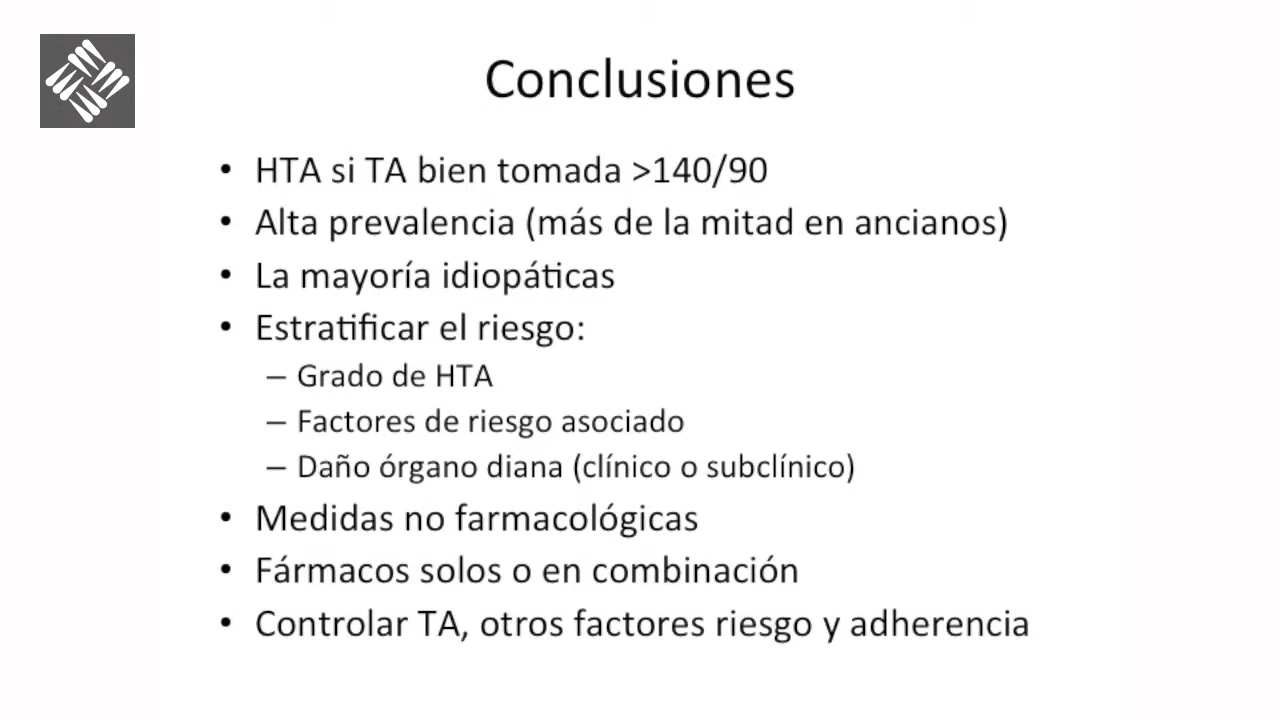 Conclusiones
• HTA si TA bien tomada >140/90
• Alta prevalencia (más de la mitad en ancianos)
• La mayoría idiopáticas
• Estratificar el riesgo:
– Grado de HTA
– Factores de riesgo asociado
– Daño órgano diana (clínico o subclínico)
• Medidas no farmacológicas
• Fármacos solos o en combinación
• Controlar TA, otros factores riesgo y adherencia